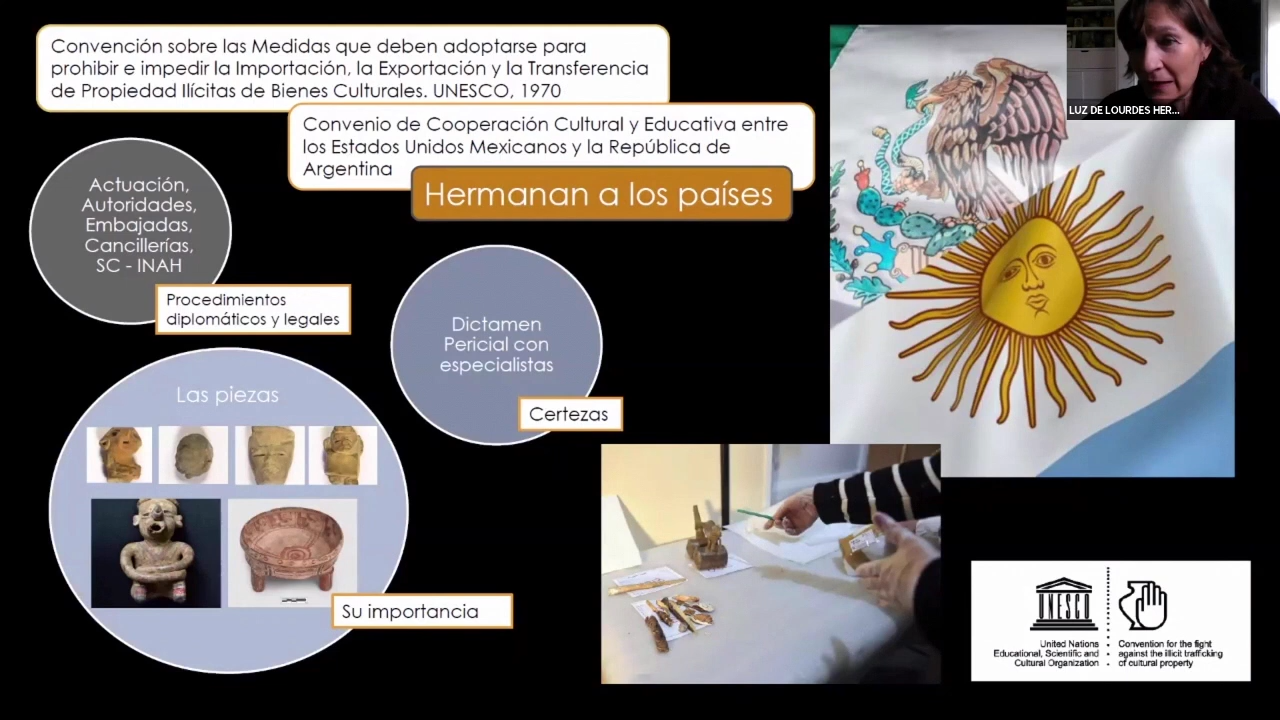 Convención sobre las Medidas que deben adoptarse para
prohibir e impedir la Importación, la Exportación y la Transferencia
de Propiedad Ilícitas de Bienes Culturales. UNESCO, 1970
Convenio de Cooperación Cultural y Educativa entre
los Estados Unidos Mexicanos y la República de
Argentina
Hermanan a los países
LUZ DE LOURDES HER...
Actuación,
Autoridades,
Embajadas,
Cancillerías,
SC - INAH
Procedimientos
diplomáticos y legales
Dictamen
Pericial con
especialistas
Certezas
Las piezas
Su importancia
UNESCO
United Nations
Educational, Scientific and
Cultural Organization
Convention for the fight
against the illicit trafficking
of cultural property